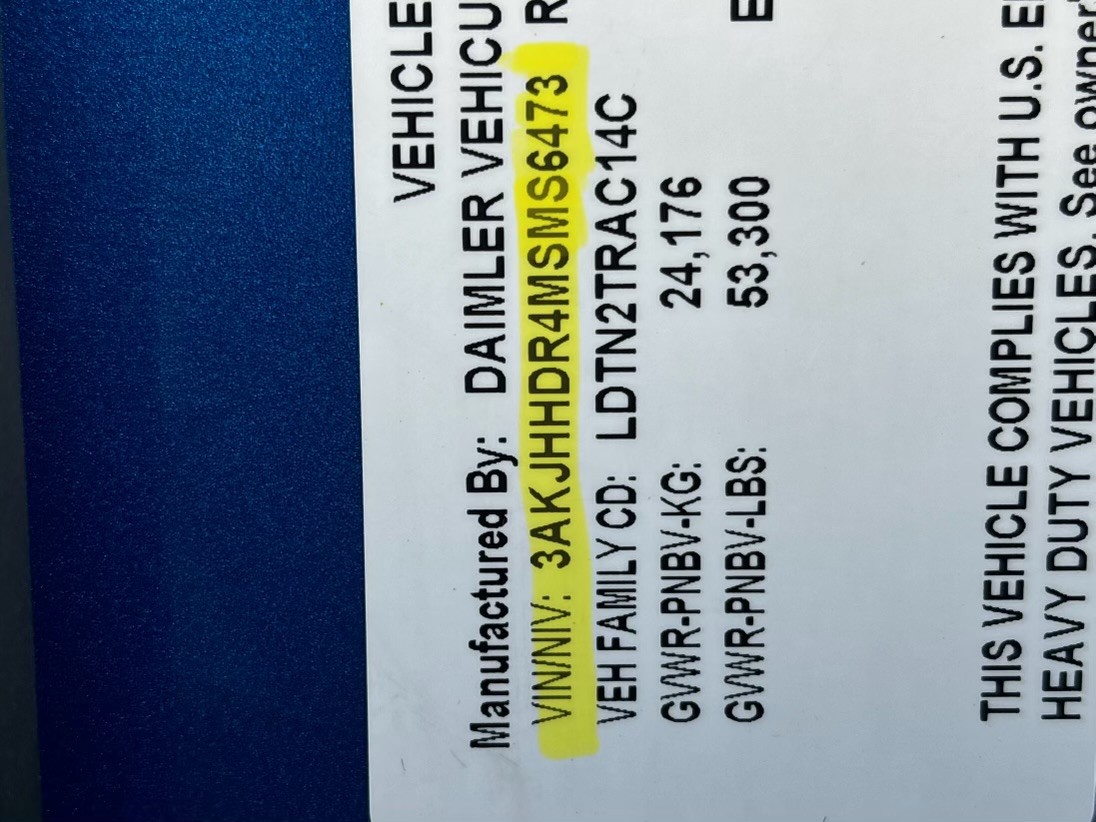 VEHICLE
Manufactured By: DAIMLER VEHICU
VIN/NIV: 3AKJHHDR4MSMS6473 R
VEH FAMILY CD: LDTN2TRAC14C
GVWR-PNBV-KG: 24,176
GVWR-PNBV-LBS: 53,300 E
THIS VEHICLE COMPLIES WITH U.S. E
HEAVY DUTY VEHICLES. See owner